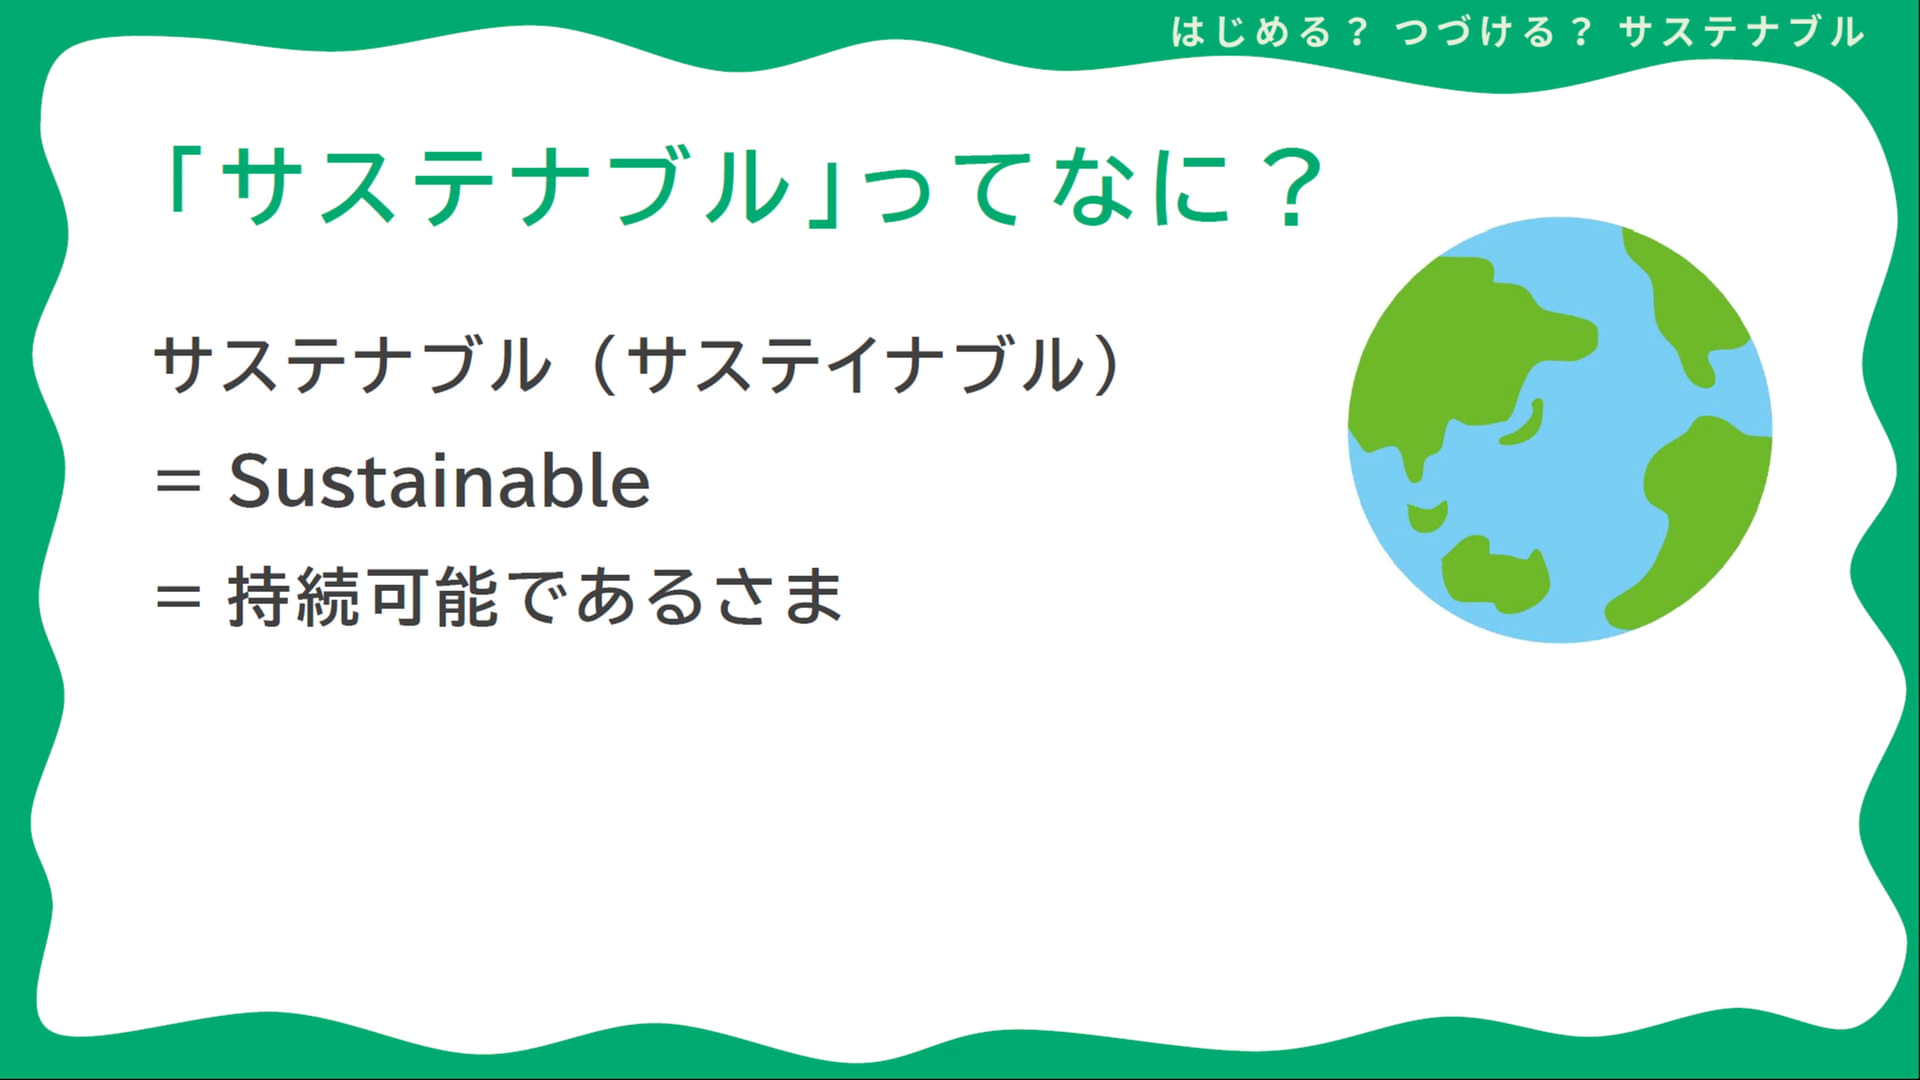 はじめる？ つづける？ サステナブル
「サステナブル」ってなに？
サステナブル（サステイナブル）
= Sustainable
= 持続可能であるさま